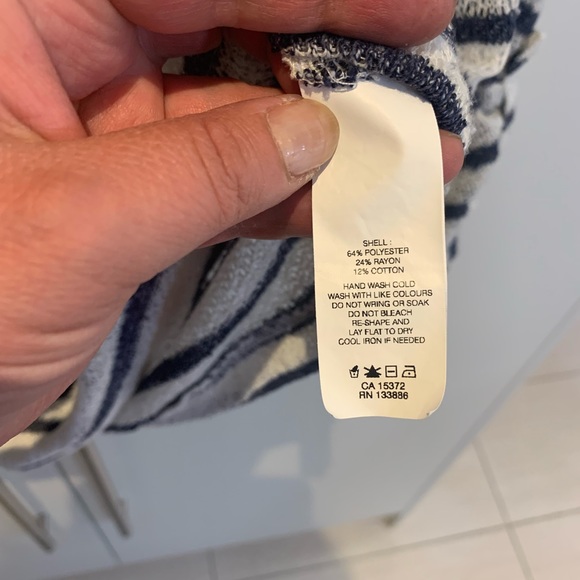 SHELL :
64% POLYESTER
24% RAYON
12% COTTON
HAND WASH COLD
WASH WITH LIKE COLOURS
DO NOT WRING OR SOAK
DO NOT BLEACH
RE-SHAPE AND
LAY FLAT TO DRY
COOL IRON IF NEEDED
CA 15372
RN 133886